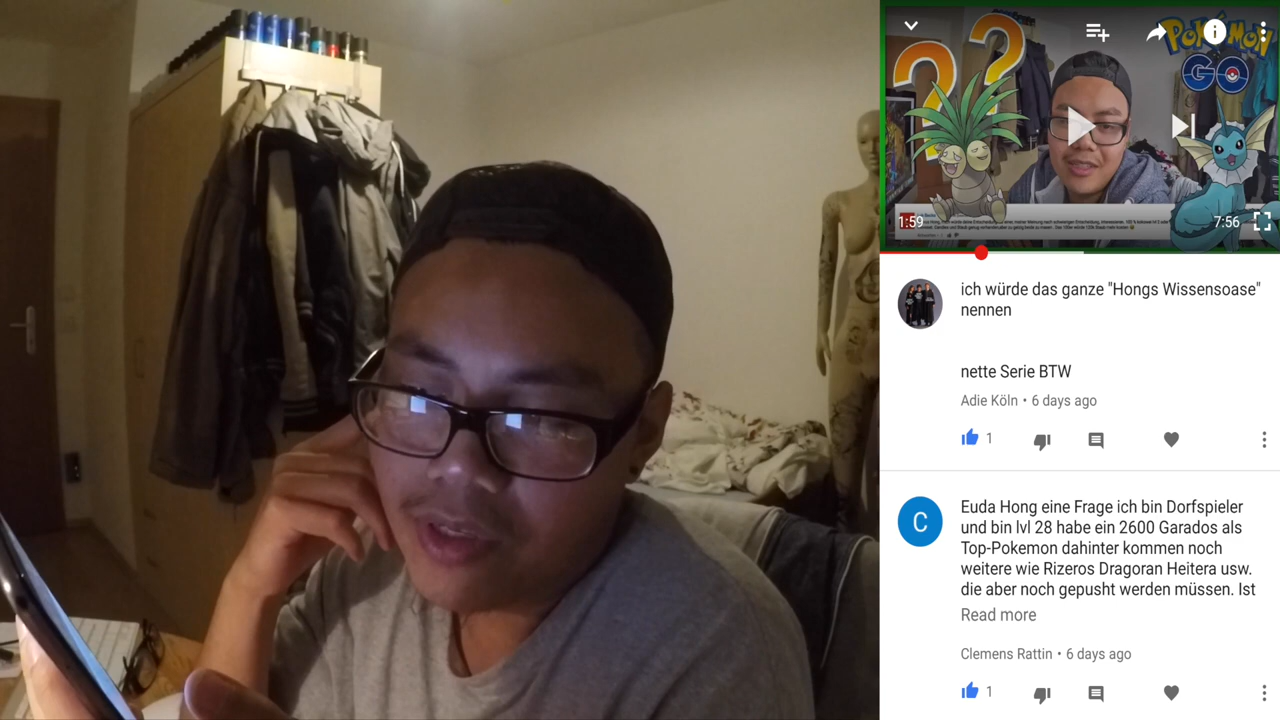 POKÉMON
GO
1:59
7:56
ich würde das ganze "Hongs Wissensoase"
nennen
nette Serie BTW
Adie Köln • 6 days ago
1
Euda Hong eine Frage ich bin Dorfspieler
und bin lvl 28 habe ein 2600 Garados als
Top-Pokemon dahinter kommen noch
weitere wie Rizeros Dragoran Heitera usw.
die aber noch gepusht werden müssen. Ist
Read more
Clemens Rattin • 6 days ago
1
C
??